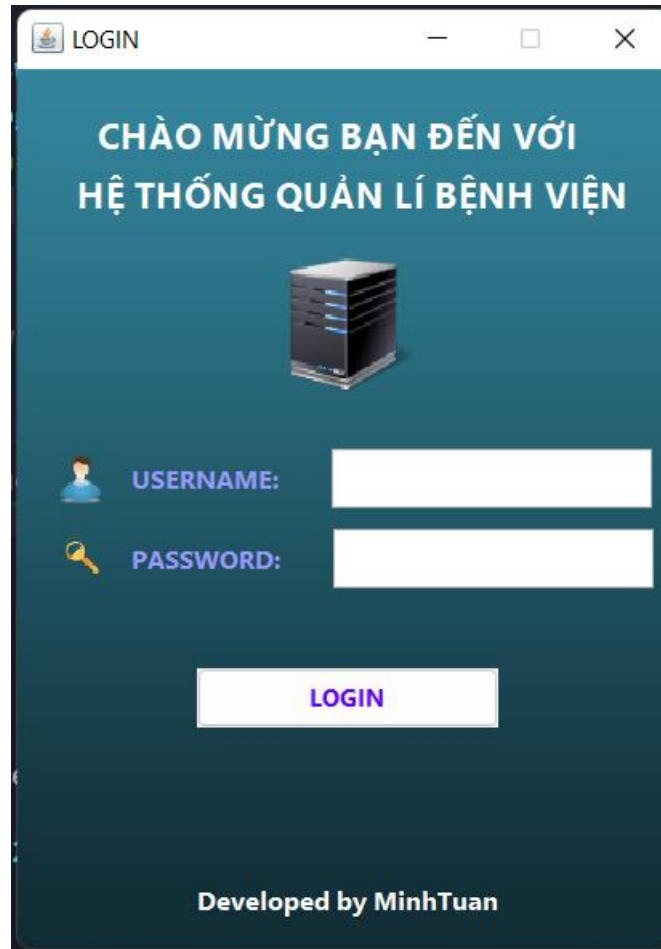 LOGIN
CHÀO MỪNG BẠN ĐẾN VỚI
HỆ THỐNG QUẢN LÍ BỆNH VIỆN
USERNAME:
PASSWORD:
LOGIN
Developed by MinhTuan